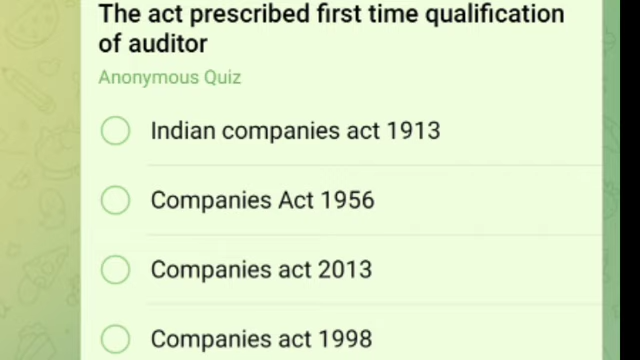 The act prescribed first time qualification
of auditor
Anonymous Quiz
Indian companies act 1913
Companies Act 1956
Companies act 2013
Companies act 1998